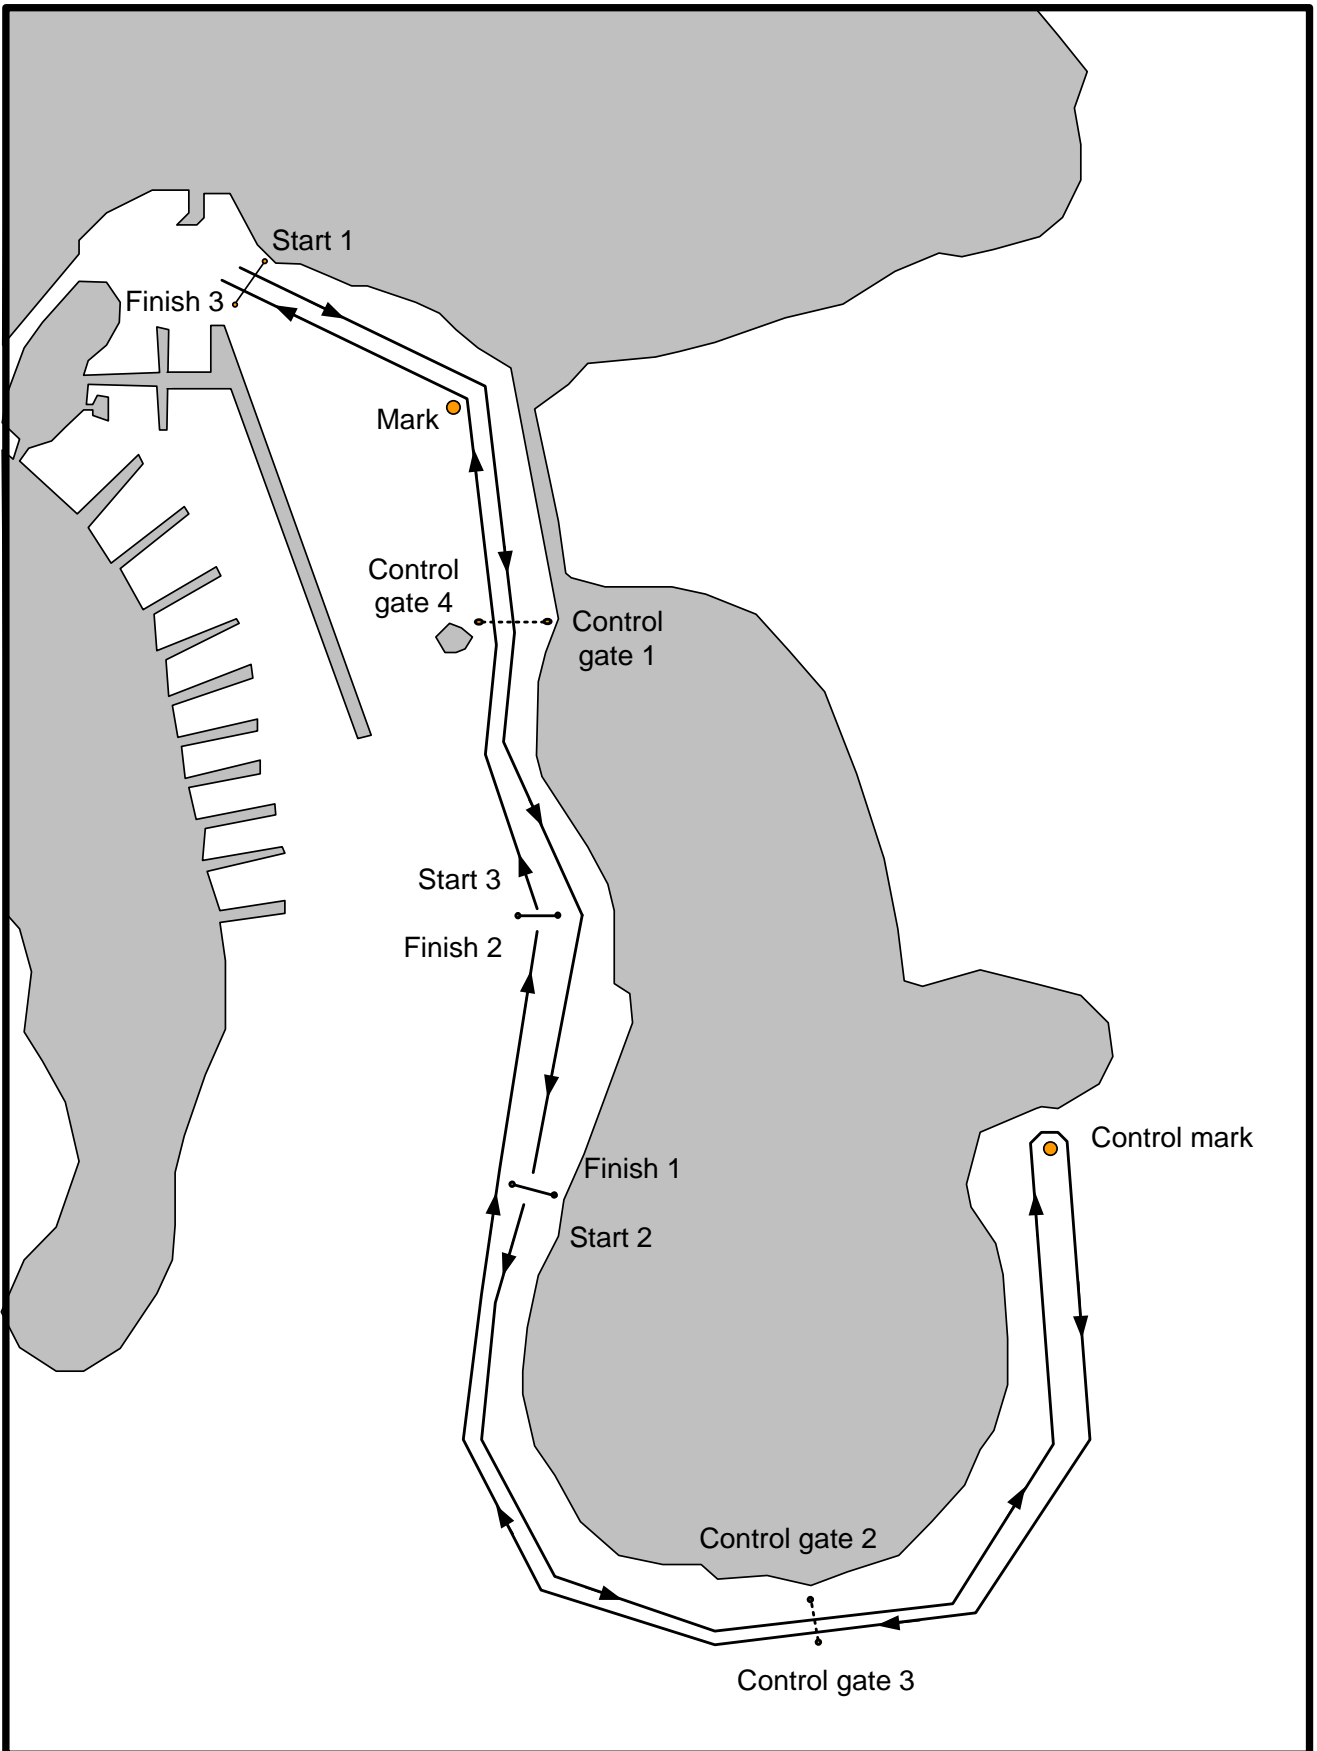 Start 1
Finish 3
Mark
Control
gate 4
Control
gate 1
Start 3
Finish 2
Control mark
Finish 1
Start 2
Control gate 2
Control gate 3